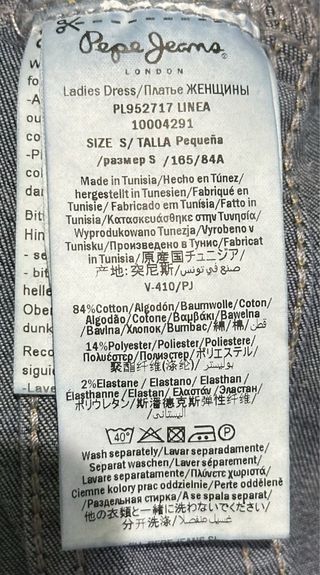 Pepe Jeans
LONDON
Ladies Dress/Платье ЖЕНЩИНЫ
PL952717 LINEA
10004291
SIZE S/ TALLA Pequeña
/размер S /165/84A
Made in Tunisia/Hecho en Túnez/
hergestellt in Tunesien/Fabriqué en
Tunisie/ Fabricado em Tunísia/Fatto in
Tunisia/Κατασκευάσθηκε στην Τυνησία/
Wyprodukowano Tunezja/Vyrobeno v
Tunisku/Произведено в Тунис/Fabricat
in Tunisia/原産国チュニジア/
产地: 突尼斯/صنع في تونس
V-410/PJ
84%Cotton/Algodón/Baumwolle/Coton/
Algodão/Cotone/Βαμβάκι/Bawełna
/Bavlna/Хлопок/Bumbac/綿/棉/قطن
14%Polyester/Poliester/Poliestere/
Πολυέστερ/Полиэстер/ポリエステル/
聚酯纤维(涤纶)/بوليستر
2%Elastane/Elastano/Elasthan/
Élasthanne/Elastan/Ελαστάν/Эластан/
ポリウレタン/斯潘德克斯弹性纤维/
40°
P
Wash separately/Lavar separadamente/
Separat waschen/Laver séparement/
Lavare separatamente/Πλύνετε χωριστά/
Ciemne kolory prac oddzielnie/Perte odděleně
/Раздельная стирка/A se spala separat/
他の衣類と一緒に洗わないでください/
分开洗涤/غسيل منفصل